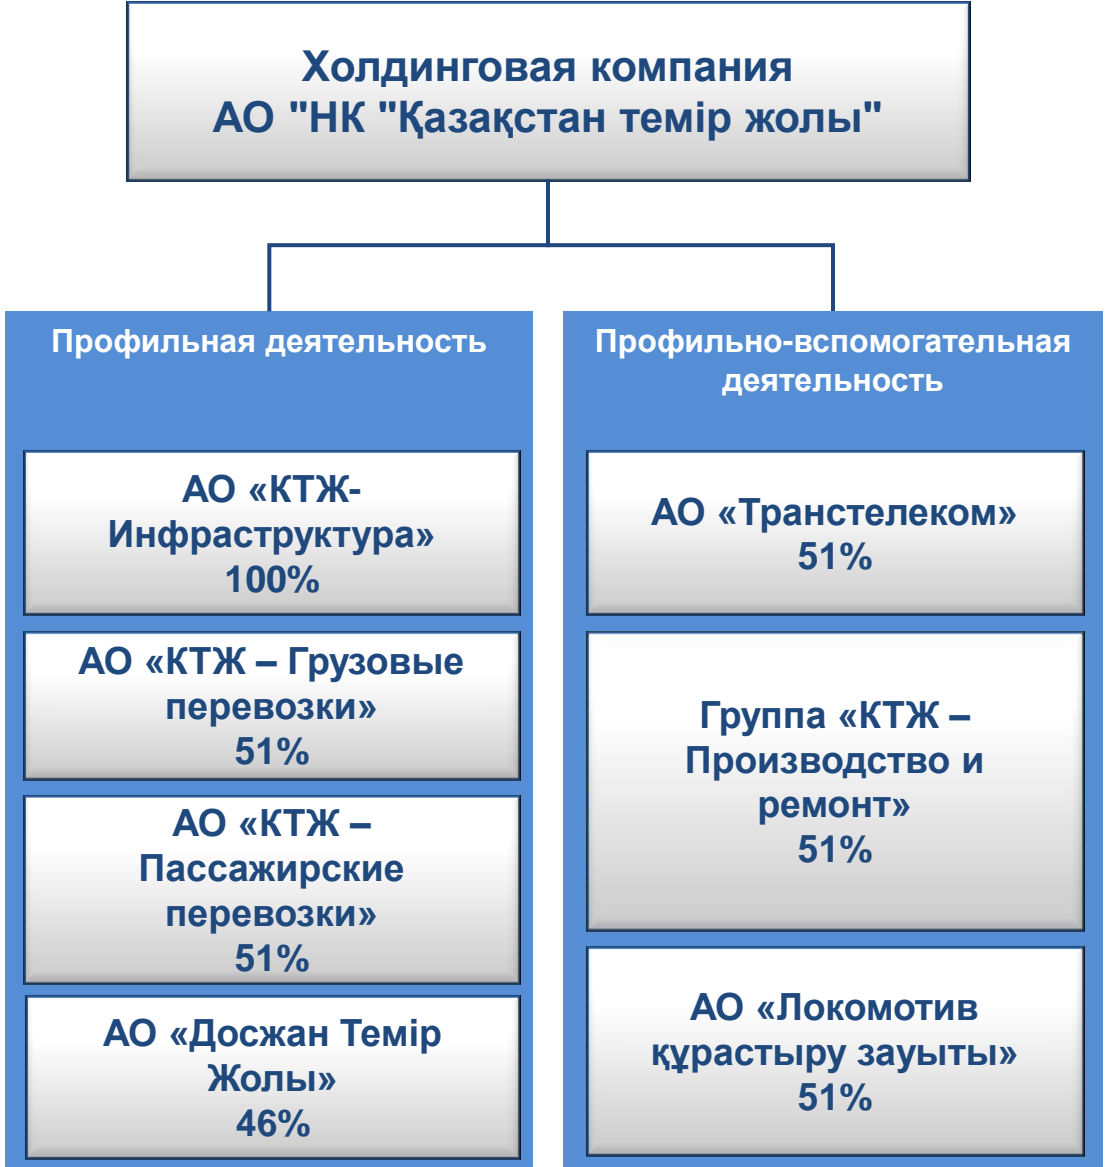 Холдинговая компания
АО "НК "Қазақстан темір жолы"
Профильная деятельность
АО «КТЖ-
Инфраструктура»
100%
АО «КТЖ – Грузовые
перевозки»
51%
АО «КТЖ –
Пассажирские
перевозки»
51%
АО «Досжан Темір
Жолы»
46%
Профильно-вспомогательная
деятельность
АО «Транстелеком»
51%
Группа «КТЖ –
Производство и
ремонт»
51%
АО «Локомотив
құрастыру зауыты»
51%